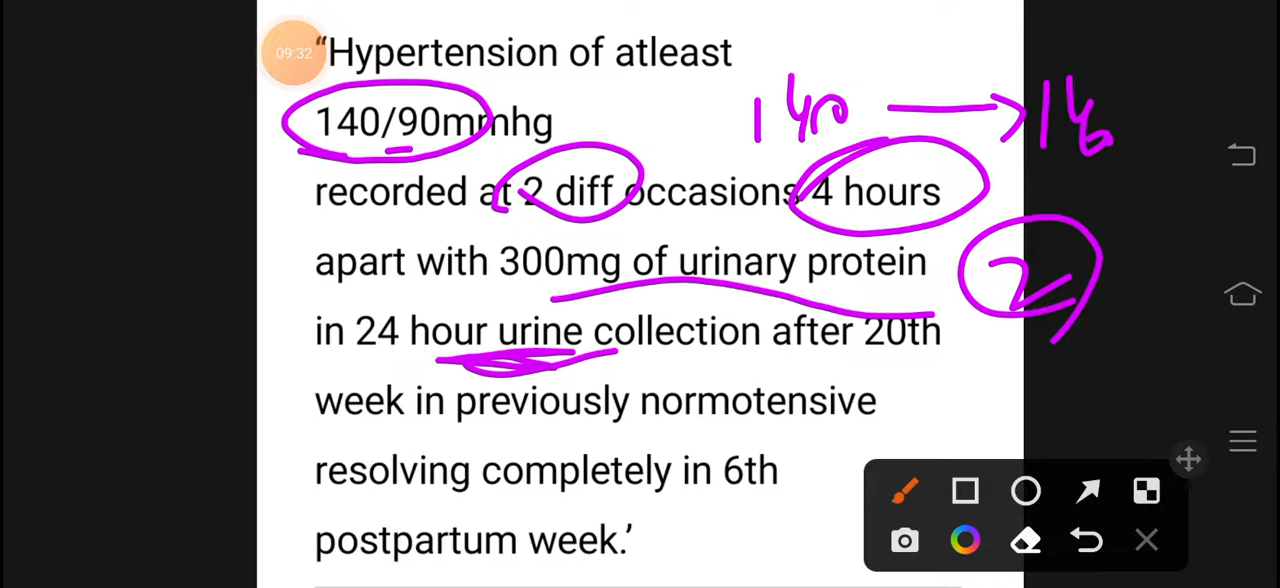 09:32
“Hypertension of atleast
140/90mmhg
recorded at 2 diff occasions 4 hours
apart with 300mg of urinary protein
in 24 hour urine collection after 20th
week in previously normotensive
resolving completely in 6th
postpartum week.’